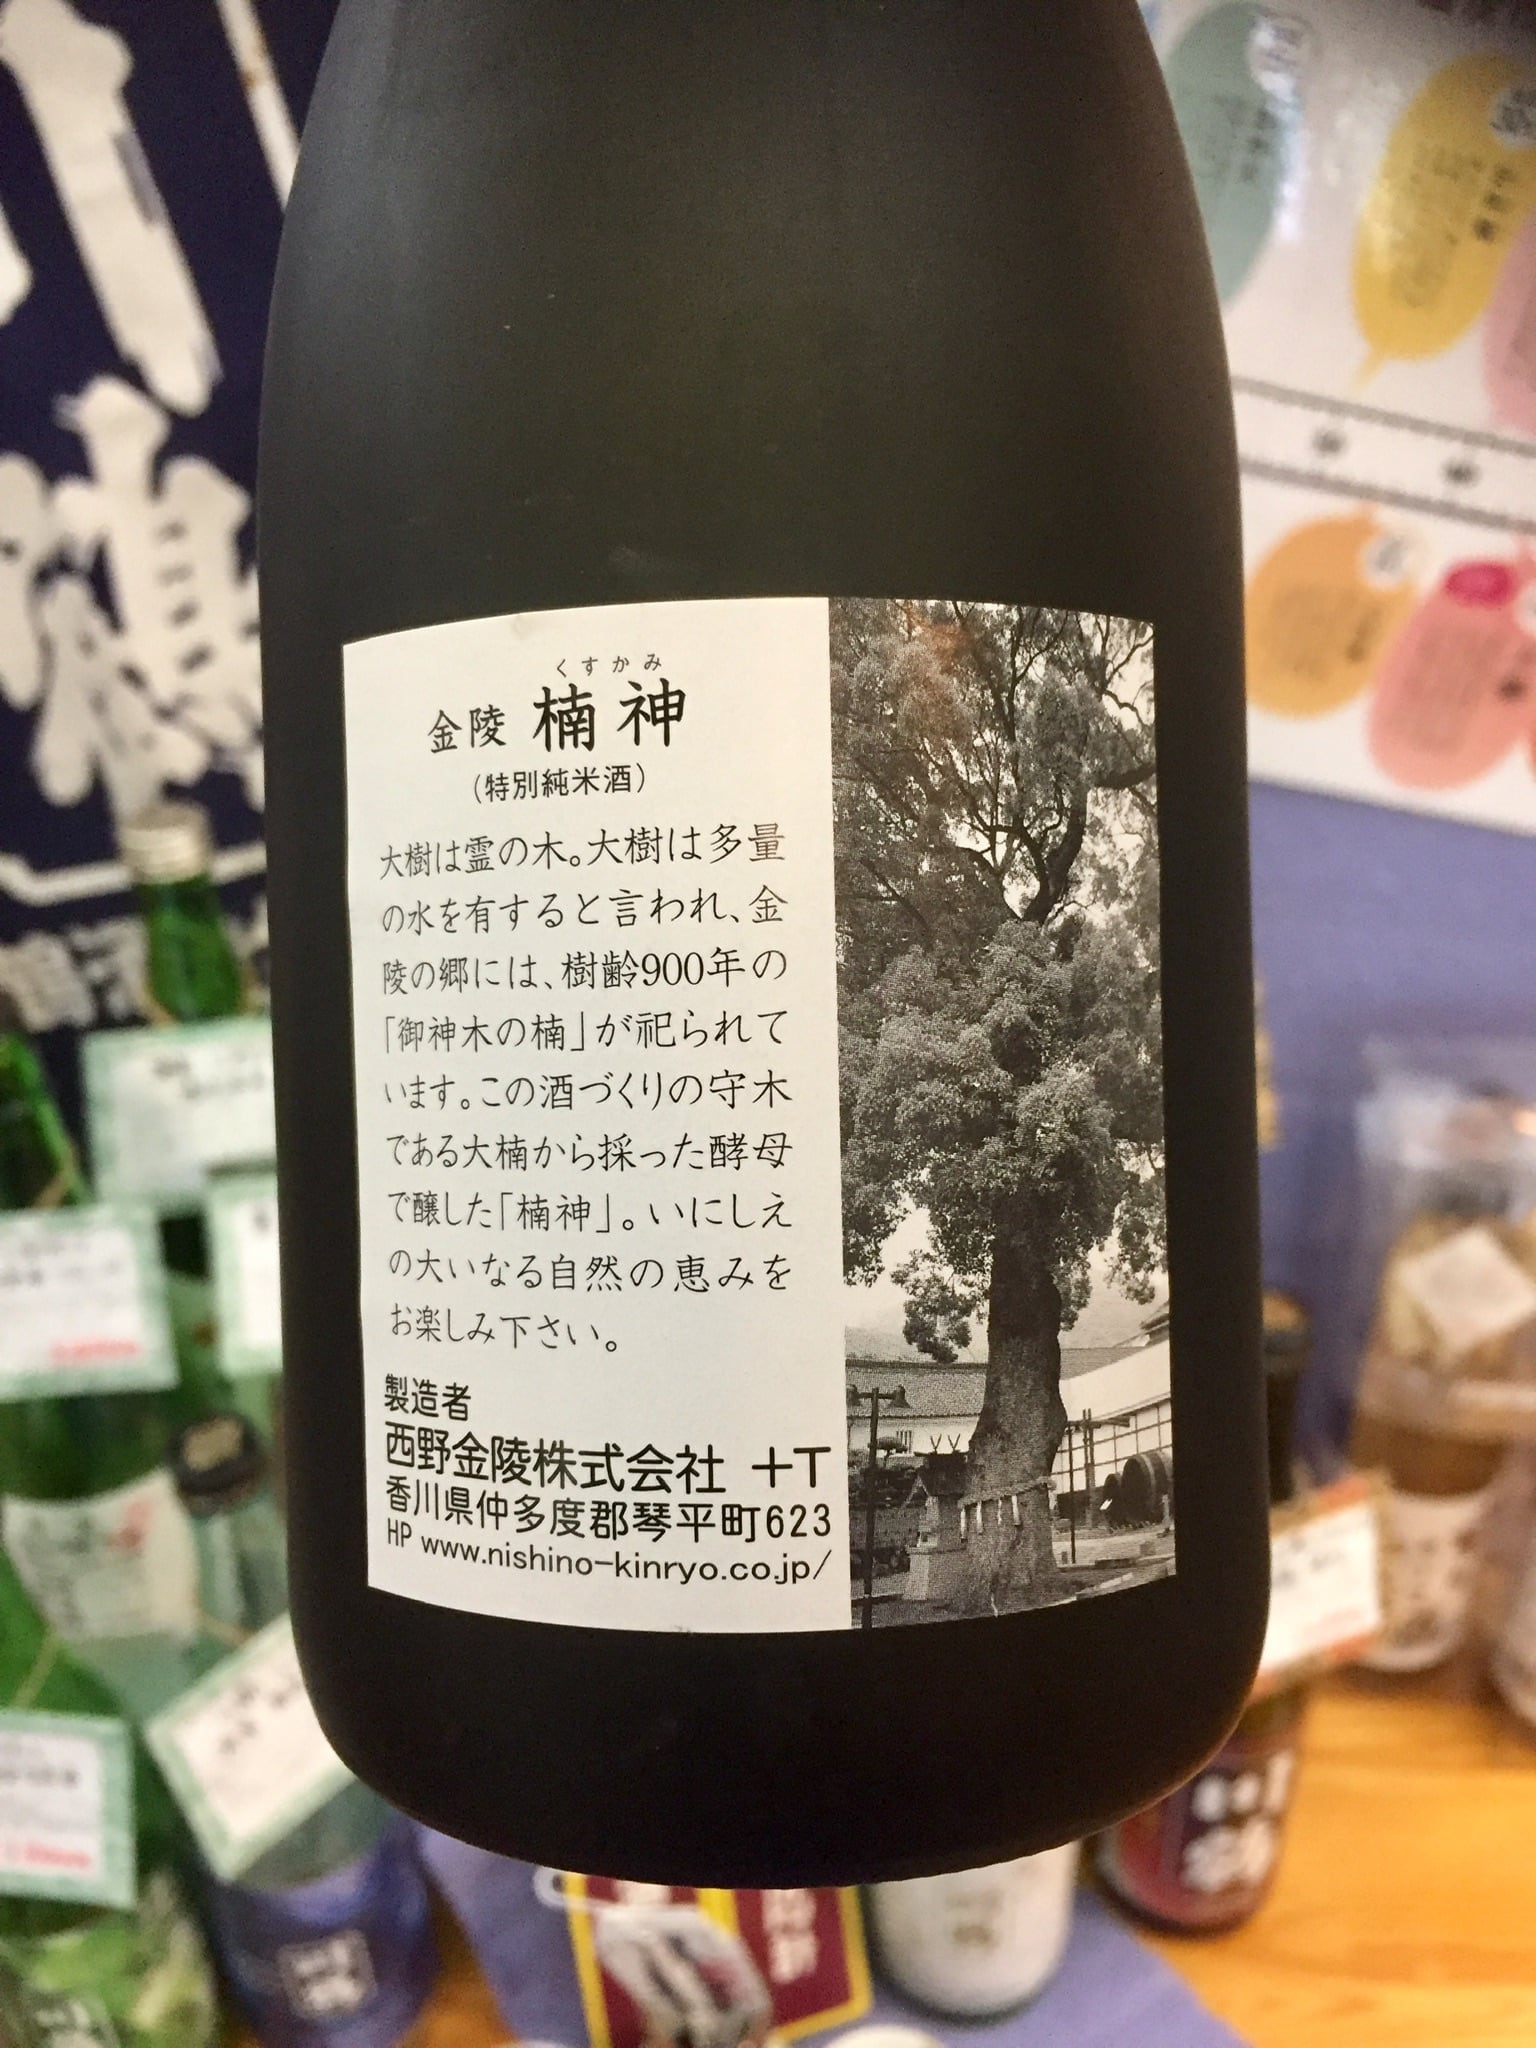 くすかみ
金陵 楠神
(特別純米酒)
大樹は霊の木。大樹は多量
の水を有すると言われ、金
陵の郷には、樹齢900年の
「御神木の楠」が祀られて
います。この酒づくりの守木
である大楠から採った酵母
で醸した「楠神」。いにしえ
の大いなる自然の恵みを
お楽しみ下さい。
製造者
西野金陵株式会社 +T
香川県仲多度郡琴平町623
HP www.nishino-kinryo.co.jp/